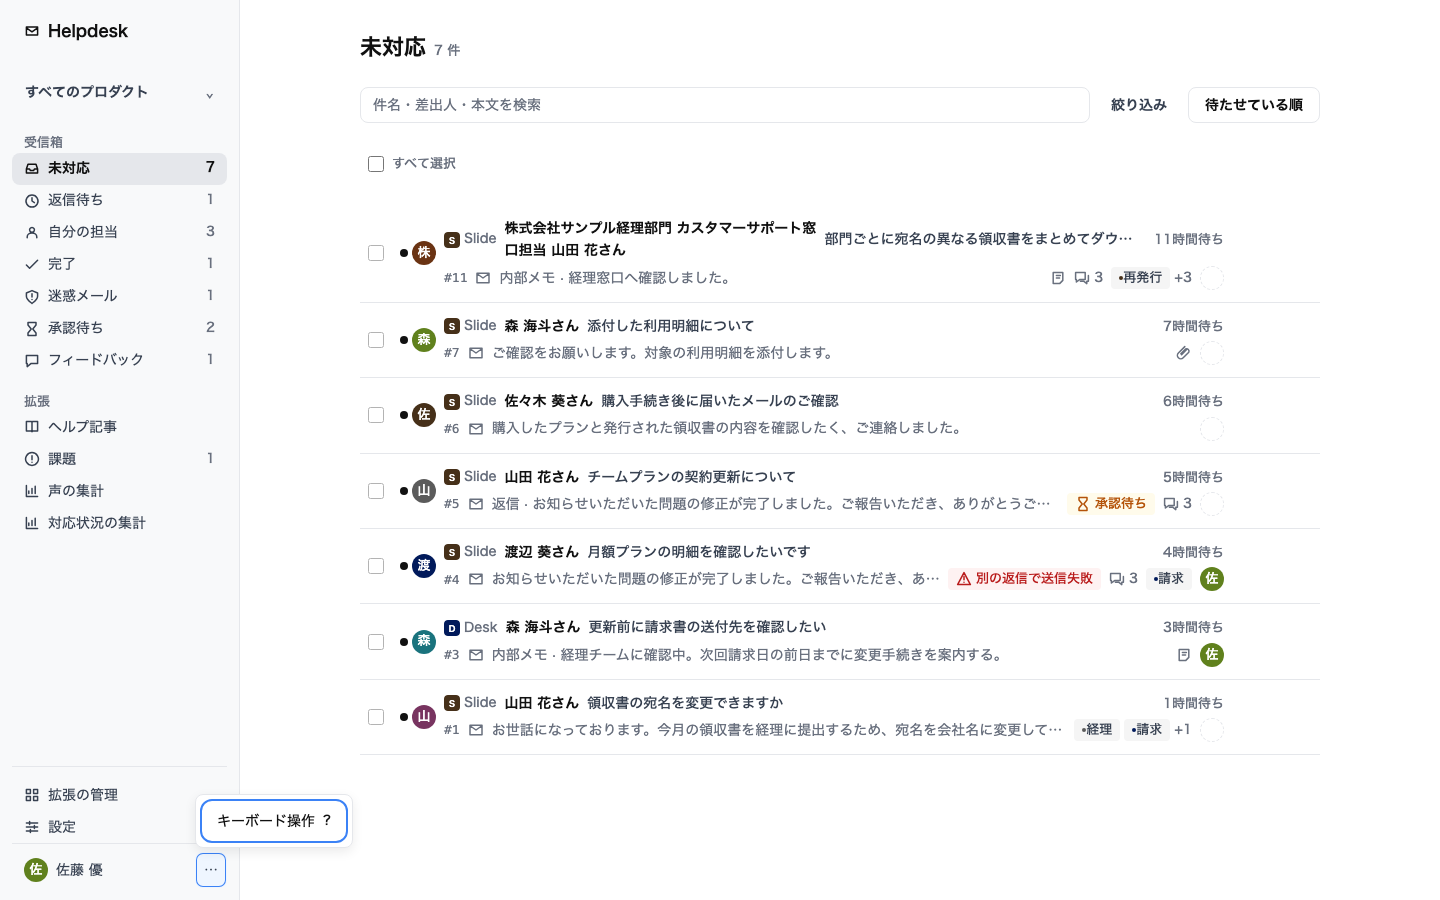 Helpdesk
すべてのプロダクト
受信箱
未対応 7
返信待ち 1
自分の担当 3
完了 1
迷惑メール 1
承認待ち 2
フィードバック 1
拡張
ヘルプ記事
課題 1
声の集計
対応状況の集計
拡張の管理
設定
キーボード操作 ?
佐 佐藤 優 …
未対応 7 件
件名・差出人・本文を検索 絞り込み 待たせている順
すべて選択
株 S Slide 株式会社サンプル経理部門 カスタマーサポート窓
口担当 山田 花さん 部門ごとに宛名の異なる領収書をまとめてダウ… 11時間待ち
#11 内部メモ · 経理窓口へ確認しました。 3 •再発行 +3
森 S Slide 森 海斗さん 添付した利用明細について 7時間待ち
#7 ご確認をお願いします。対象の利用明細を添付します。
佐 S Slide 佐々木 葵さん 購入手続き後に届いたメールのご確認 6時間待ち
#6 購入したプランと発行された領収書の内容を確認したく、ご連絡しました。
山 S Slide 山田 花さん チームプランの契約更新について 5時間待ち
#5 返信 · お知らせいただいた問題の修正が完了しました。ご報告いただき、ありがとうご… 承認待ち 3
渡 S Slide 渡辺 葵さん 月額プランの明細を確認したいです 4時間待ち
#4 お知らせいただいた問題の修正が完了しました。ご報告いただき、あ… 別の返信で送信失敗 3 •請求 佐
森 D Desk 森 海斗さん 更新前に請求書の送付先を確認したい 3時間待ち
#3 内部メモ · 経理チームに確認中。次回請求日の前日までに変更手続きを案内する。 佐
山 S Slide 山田 花さん 領収書の宛名を変更できますか 1時間待ち
#1 お世話になっております。今月の領収書を経理に提出するため、宛名を会社名に変更して… •経理 •請求 +1